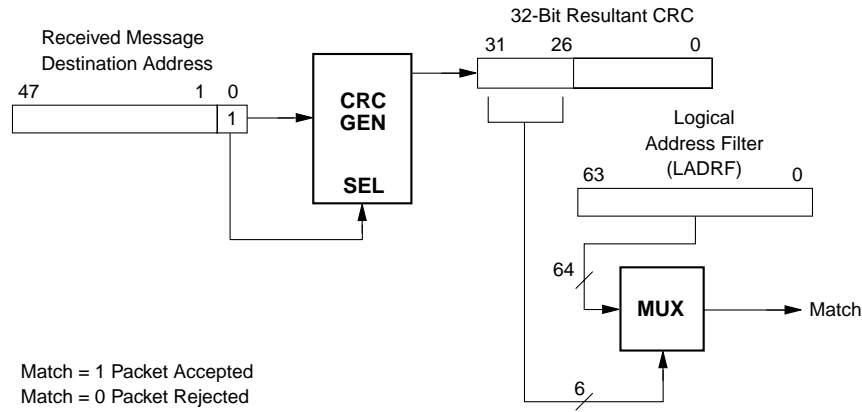 32-Bit Resultant CRC
31 26 0
Received Message
Destination Address
47 1 0
1
CRC
GEN
SEL
Logical
Address Filter
(LADRF)
63 0
64
MUX
Match
6
Match = 1 Packet Accepted
Match = 0 Packet Rejected